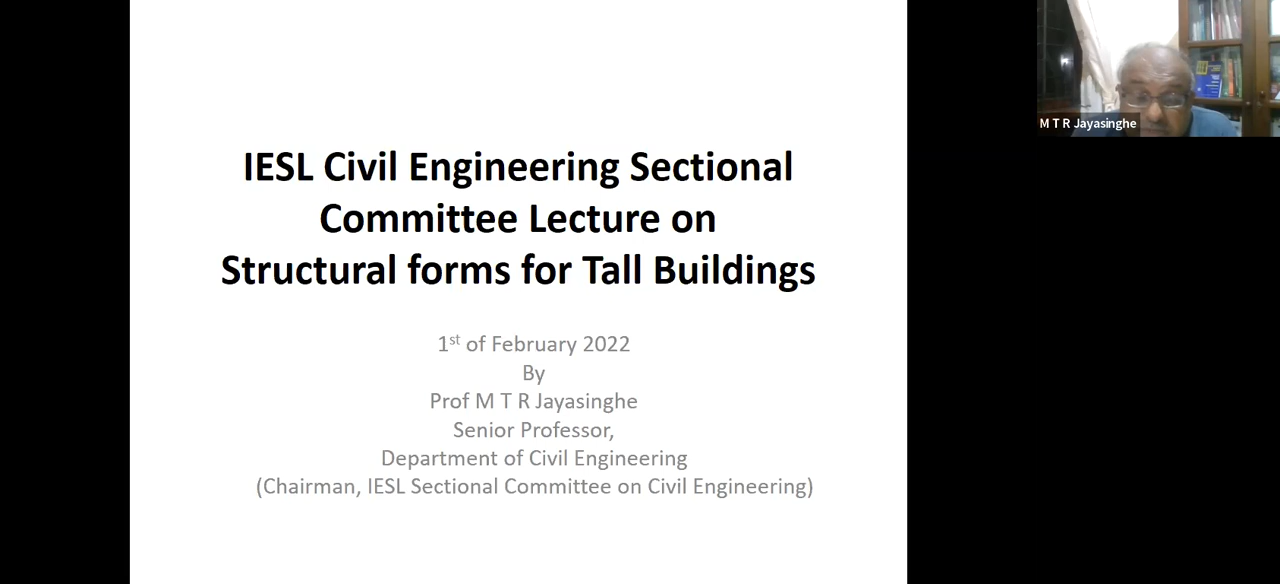 IESL Civil Engineering Sectional
Committee Lecture on
Structural forms for Tall Buildings
1st of February 2022
By
Prof M T R Jayasinghe
Senior Professor,
Department of Civil Engineering
(Chairman, IESL Sectional Committee on Civil Engineering)
M T R Jayasinghe